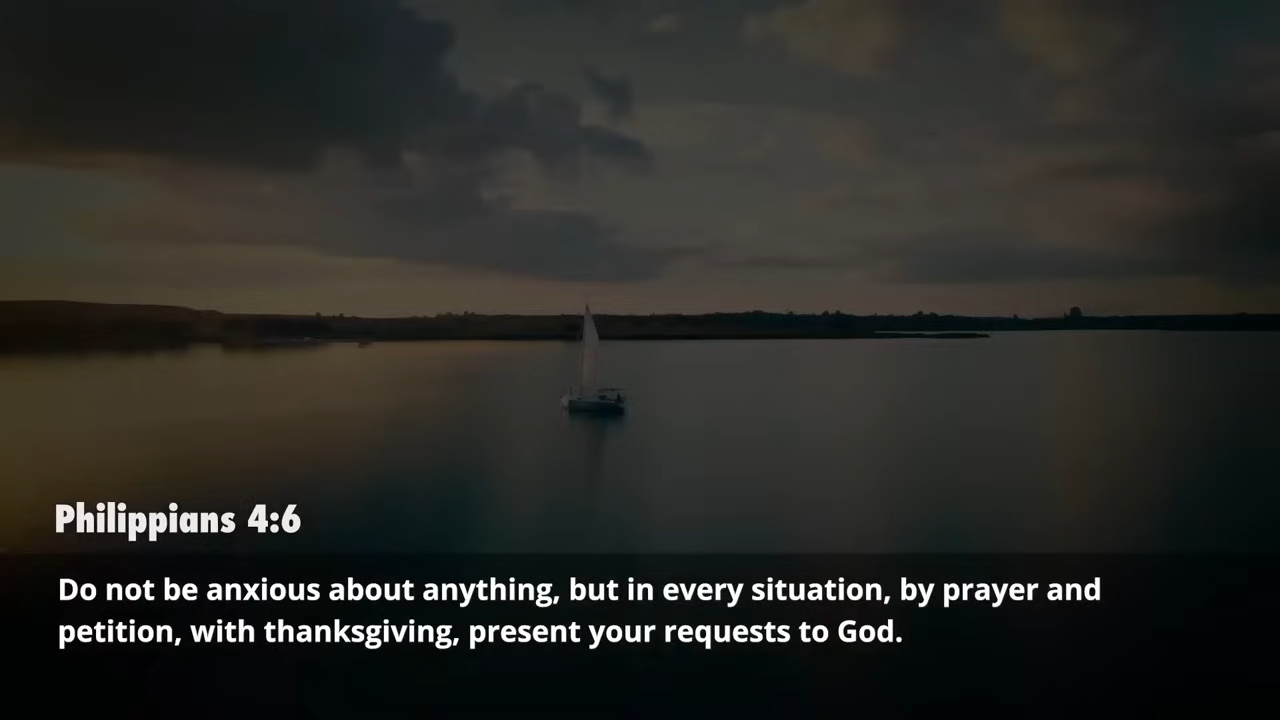 Philippians 4:6
Do not be anxious about anything, but in every situation, by prayer and
petition, with thanksgiving, present your requests to God.